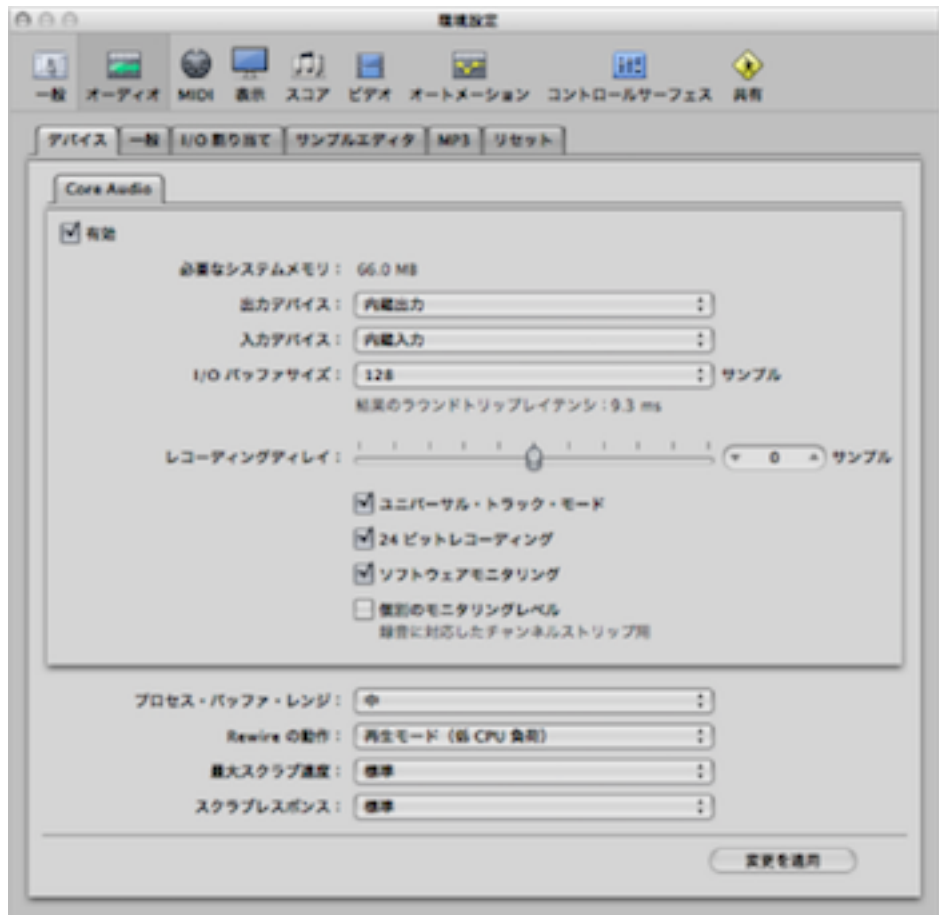 環境設定
一般 オーディオ MIDI 表示 スコア ビデオ オートメーション コントロールサーフェス 共有
デバイス 一般 I/O 割り当て サンプルエディタ MP3 リセット
Core Audio
有効
必要なシステムメモリ： 66.0 MB
出力デバイス： 内蔵出力
入力デバイス： 内蔵入力
I/O バッファサイズ： 128 サンプル
結果のラウンドトリップレイテンシ：9.3 ms
レコーディングディレイ： 0 サンプル
ユニバーサル・トラック・モード
24 ビットレコーディング
ソフトウェアモニタリング
個別のモニタリングレベル
録音に対応したチャンネルストリップ用
プロセス・バッファ・レンジ： 中
Rewire の動作： 再生モード（低 CPU 負荷）
最大スクラブ速度： 標準
スクラブレスポンス： 標準
変更を適用